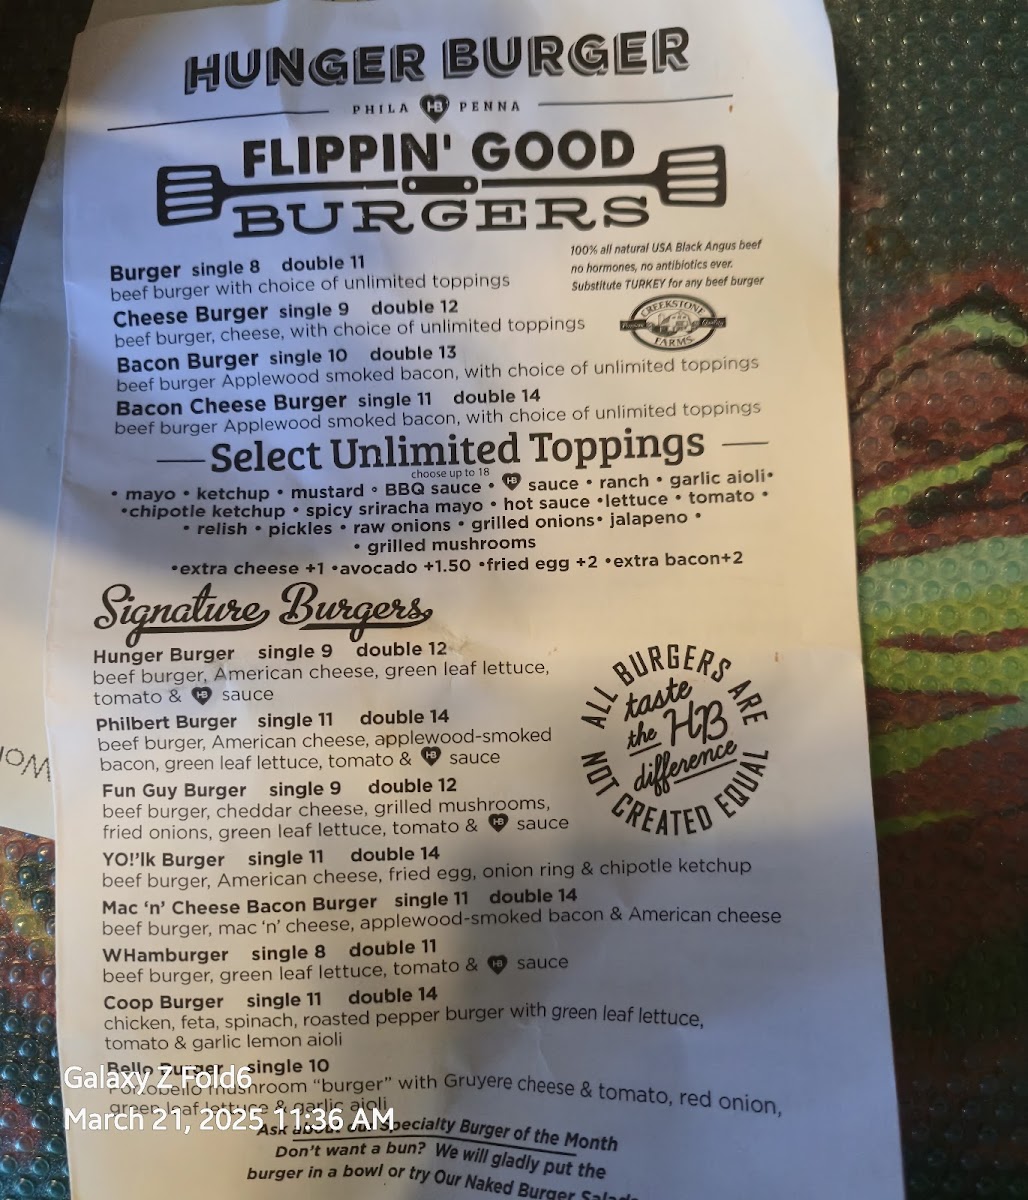 HUNGER BURGER
PHILA HB PENNA
FLIPPIN' GOOD
BURGERS
100% all natural USA Black Angus beef
no hormones, no antibiotics ever.
Substitute TURKEY for any beef burger
CREEKSTONE
FARMS
Burger single 8 double 11
beef burger with choice of unlimited toppings
Cheese Burger single 9 double 12
beef burger, cheese, with choice of unlimited toppings
Bacon Burger single 10 double 13
beef burger Applewood smoked bacon, with choice of unlimited toppings
Bacon Cheese Burger single 11 double 14
beef burger Applewood smoked bacon, with choice of unlimited toppings
Select Unlimited Toppings
choose up to 18
• mayo • ketchup • mustard • BBQ sauce • HB sauce • ranch • garlic aioli•
•chipotle ketchup • spicy sriracha mayo • hot sauce •lettuce • tomato •
• relish • pickles • raw onions • grilled onions• jalapeno •
• grilled mushrooms
•extra cheese +1 •avocado +1.50 •fried egg +2 •extra bacon+2
Signature Burgers
Hunger Burger single 9 double 12
beef burger, American cheese, green leaf lettuce,
tomato & HB sauce
Philbert Burger single 11 double 14
beef burger, American cheese, applewood-smoked
bacon, green leaf lettuce, tomato & HB sauce
Fun Guy Burger single 9 double 12
beef burger, cheddar cheese, grilled mushrooms,
fried onions, green leaf lettuce, tomato & HB sauce
ALL BURGERS ARE
NOT CREATED EQUAL
taste
the HB
difference
YO!'lk Burger single 11 double 14
beef burger, American cheese, fried egg, onion ring & chipotle ketchup
Mac 'n' Cheese Bacon Burger single 11 double 14
beef burger, mac 'n' cheese, applewood-smoked bacon & American cheese
WHamburger single 8 double 11
beef burger, green leaf lettuce, tomato & HB sauce
Coop Burger single 11 double 14
chicken, feta, spinach, roasted pepper burger with green leaf lettuce,
tomato & garlic lemon aioli
Bello Burger single 10
Portobello mushroom "burger" with Gruyere cheese & tomato, red onion,
green leaf lettuce & garlic aioli
Ask about our Specialty Burger of the Month
Don't want a bun? We will gladly put the
burger in a bowl or try Our Naked Burger Salads
Galaxy Z Fold6
March 21, 2025 11:36 AM